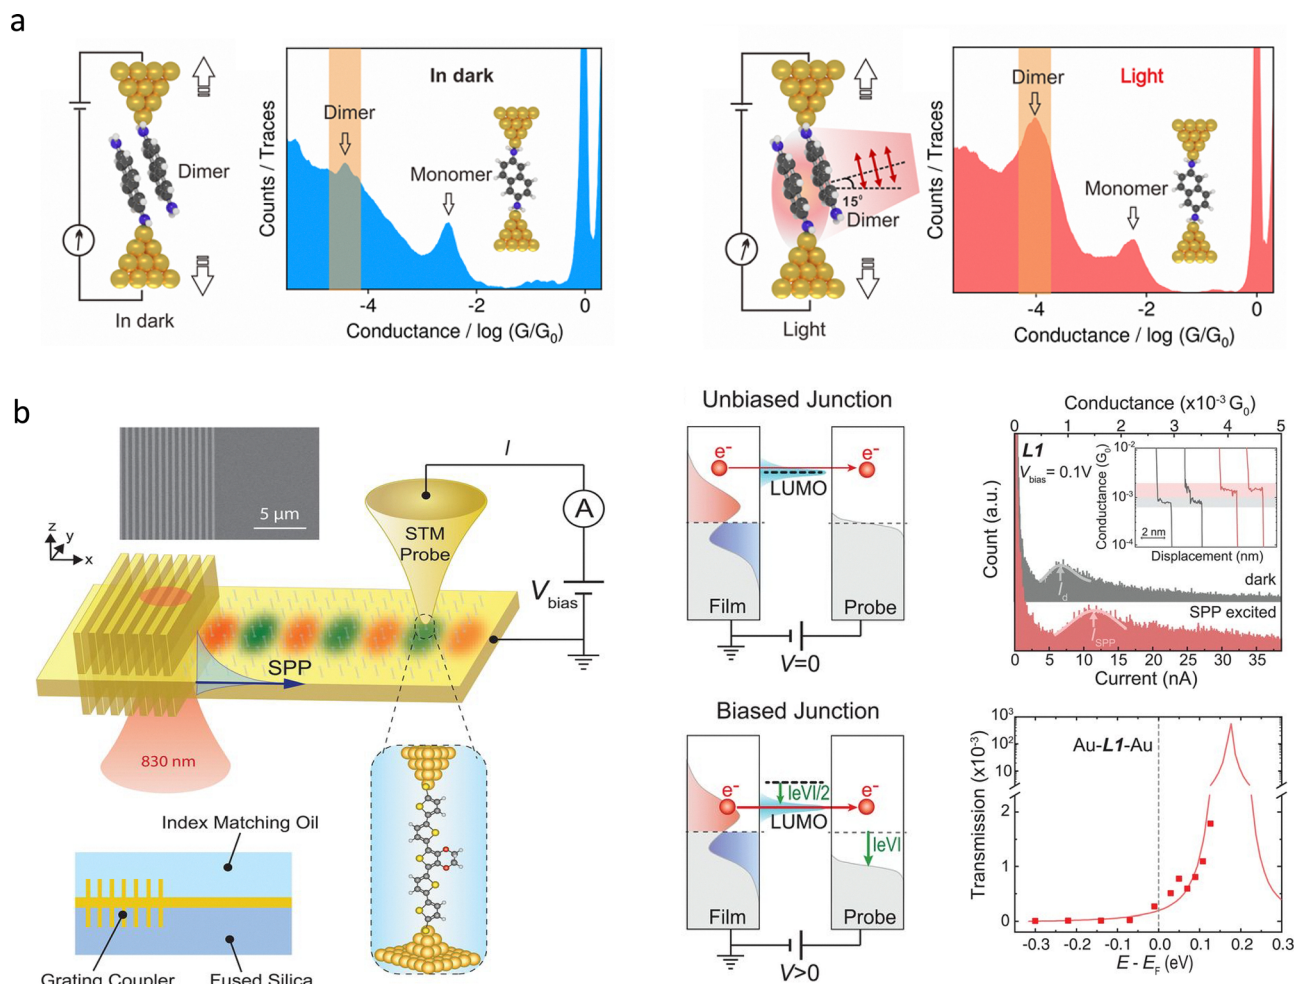 a
Dimer
In dark
Counts / Traces
In dark
Dimer
Monomer
-4
-2
0
Conductance / log (G/G₀)
15°
Dimer
Light
Counts / Traces
Dimer
Light
Monomer
-4
-2
0
Conductance / log (G/G₀)
b
5 µm
z
y
x
I
A
STM
Probe
V bias
SPP
830 nm
Index Matching Oil
Grating Coupler
Fused Silica
Unbiased Junction
e⁻
e⁻
LUMO
Film
Probe
V=0
Biased Junction
e⁻
e⁻
IeVI/2
LUMO
IeVI
Film
Probe
V>0
Conductance (x10⁻³ G₀)
0 1 2 3 4 5
L1
V bias = 0.1V
Conductance (G₀)
10⁻²
10⁻³
10⁻⁴
2 nm
Displacement (nm)
Count (a.u.)
dark
I d
SPP excited
I SPP
0 5 10 15 20 25 30 35
Current (nA)
Transmission (x10⁻³)
10³
10²
10
2
1
0
Au-L1-Au
-0.3 -0.2 -0.1 0.0 0.1 0.2 0.3
E - E F (eV)